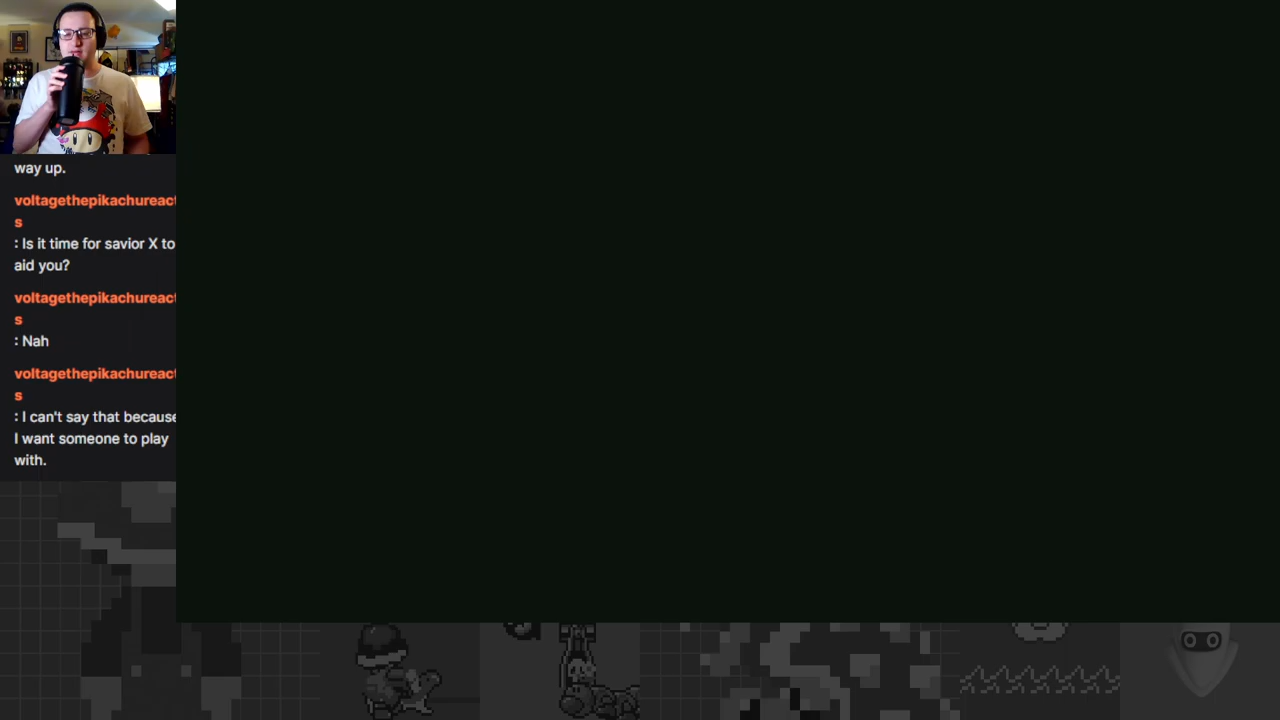 way up.
voltagethepikachureact
s
: Is it time for savior X to
aid you?
voltagethepikachureact
s
: Nah
voltagethepikachureact
s
: I can't say that because
I want someone to play
with.